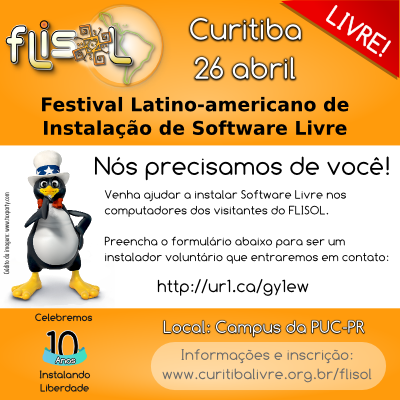 FLISOL
Curitiba
26 abril
LIVRE!
Festival Latino-americano de
Instalação de Software Livre
Nós precisamos de você!
Venha ajudar a instalar Software Livre nos
computadores dos visitantes do FLISOL.
Preencha o formulário abaixo para ser um
instalador voluntário que entraremos em contato:
http://ur1.ca/gy1ew
Crédito da imagem: www.tuxparty.com
Celebremos
10
Anos
Instalando
Liberdade
Local: Campus da PUC-PR
Informações e inscrição:
www.curitibalivre.org.br/flisol